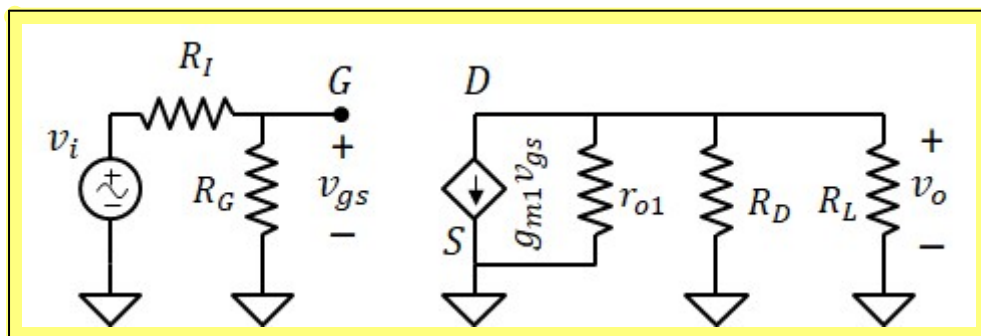 R_I
G
D
v_i
+
−
R_G
+
v_gs
−
g_m1 v_gs
S
r_o1
R_D
R_L
+
v_o
−